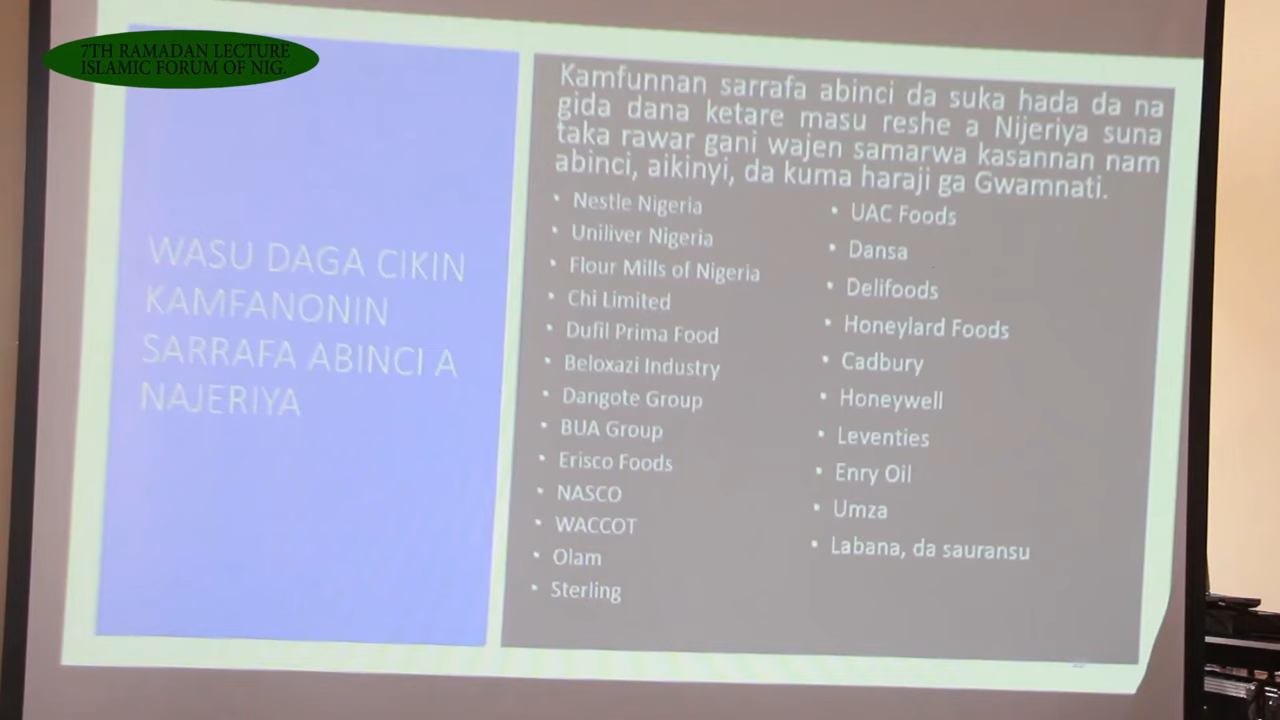 7TH RAMADAN LECTURE
ISLAMIC FORUM OF NIG.
WASU DAGA CIKIN
KAMFANONIN
SARRAFA ABINCI A
NAJERIYA
Kamfunnan sarrafa abinci da suka hada da na
gida dana ketare masu reshe a Nijeriya suna
taka rawar gani wajen samarwa kasannan nam
abinci, aikinyi, da kuma haraji ga Gwamnati.
• Nestle Nigeria
• Uniliver Nigeria
• Flour Mills of Nigeria
• Chi Limited
• Dufil Prima Food
• Beloxazi Industry
• Dangote Group
• BUA Group
• Erisco Foods
• NASCO
• WACCOT
• Olam
• Sterling
• UAC Foods
• Dansa
• Delifoods
• Honeylard Foods
• Cadbury
• Honeywell
• Leventies
• Enry Oil
• Umza
• Labana, da sauransu